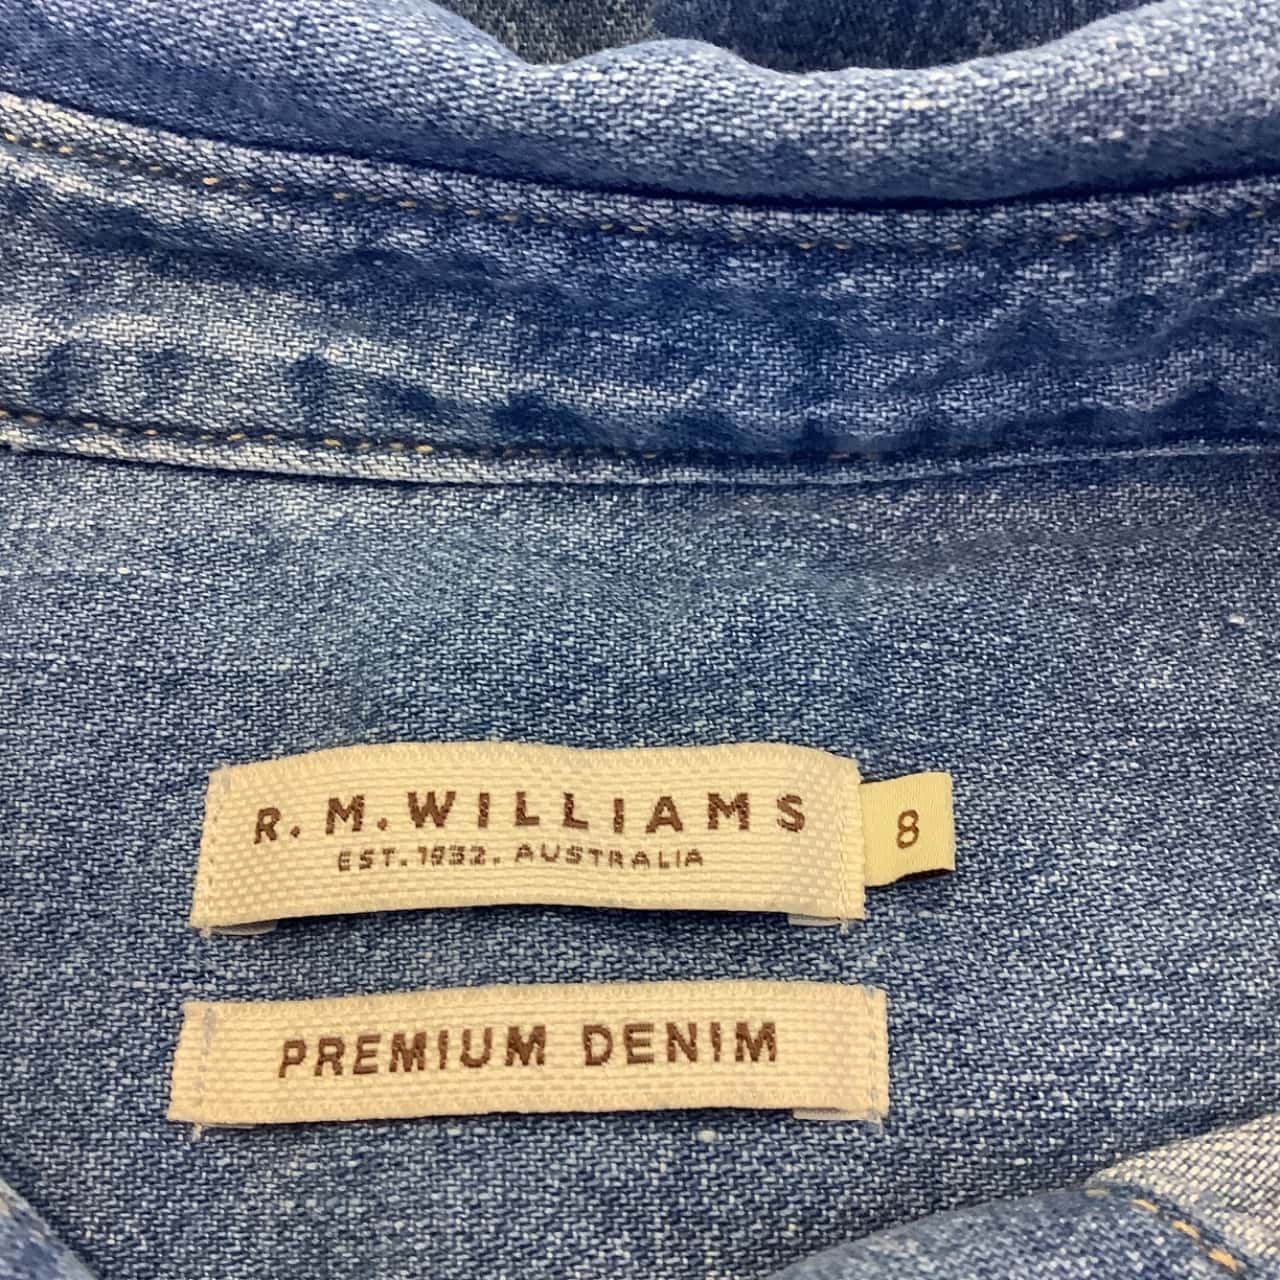 R. M. WILLIAMS
EST. 1932. AUSTRALIA
8
PREMIUM DENIM